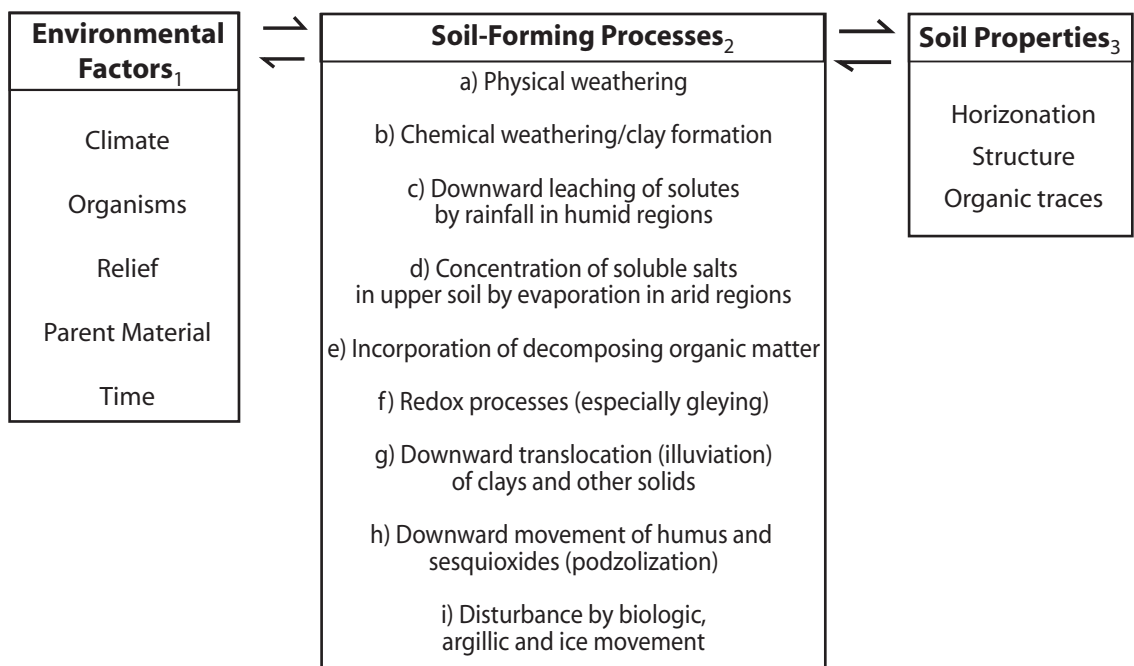 Environmental
Factors1
Climate
Organisms
Relief
Parent Material
Time
Soil-Forming Processes2
a) Physical weathering
b) Chemical weathering/clay formation
c) Downward leaching of solutes
by rainfall in humid regions
d) Concentration of soluble salts
in upper soil by evaporation in arid regions
e) Incorporation of decomposing organic matter
f) Redox processes (especially gleying)
g) Downward translocation (illuviation)
of clays and other solids
h) Downward movement of humus and
sesquioxides (podzolization)
i) Disturbance by biologic,
argillic and ice movement
Soil Properties3
Horizonation
Structure
Organic traces